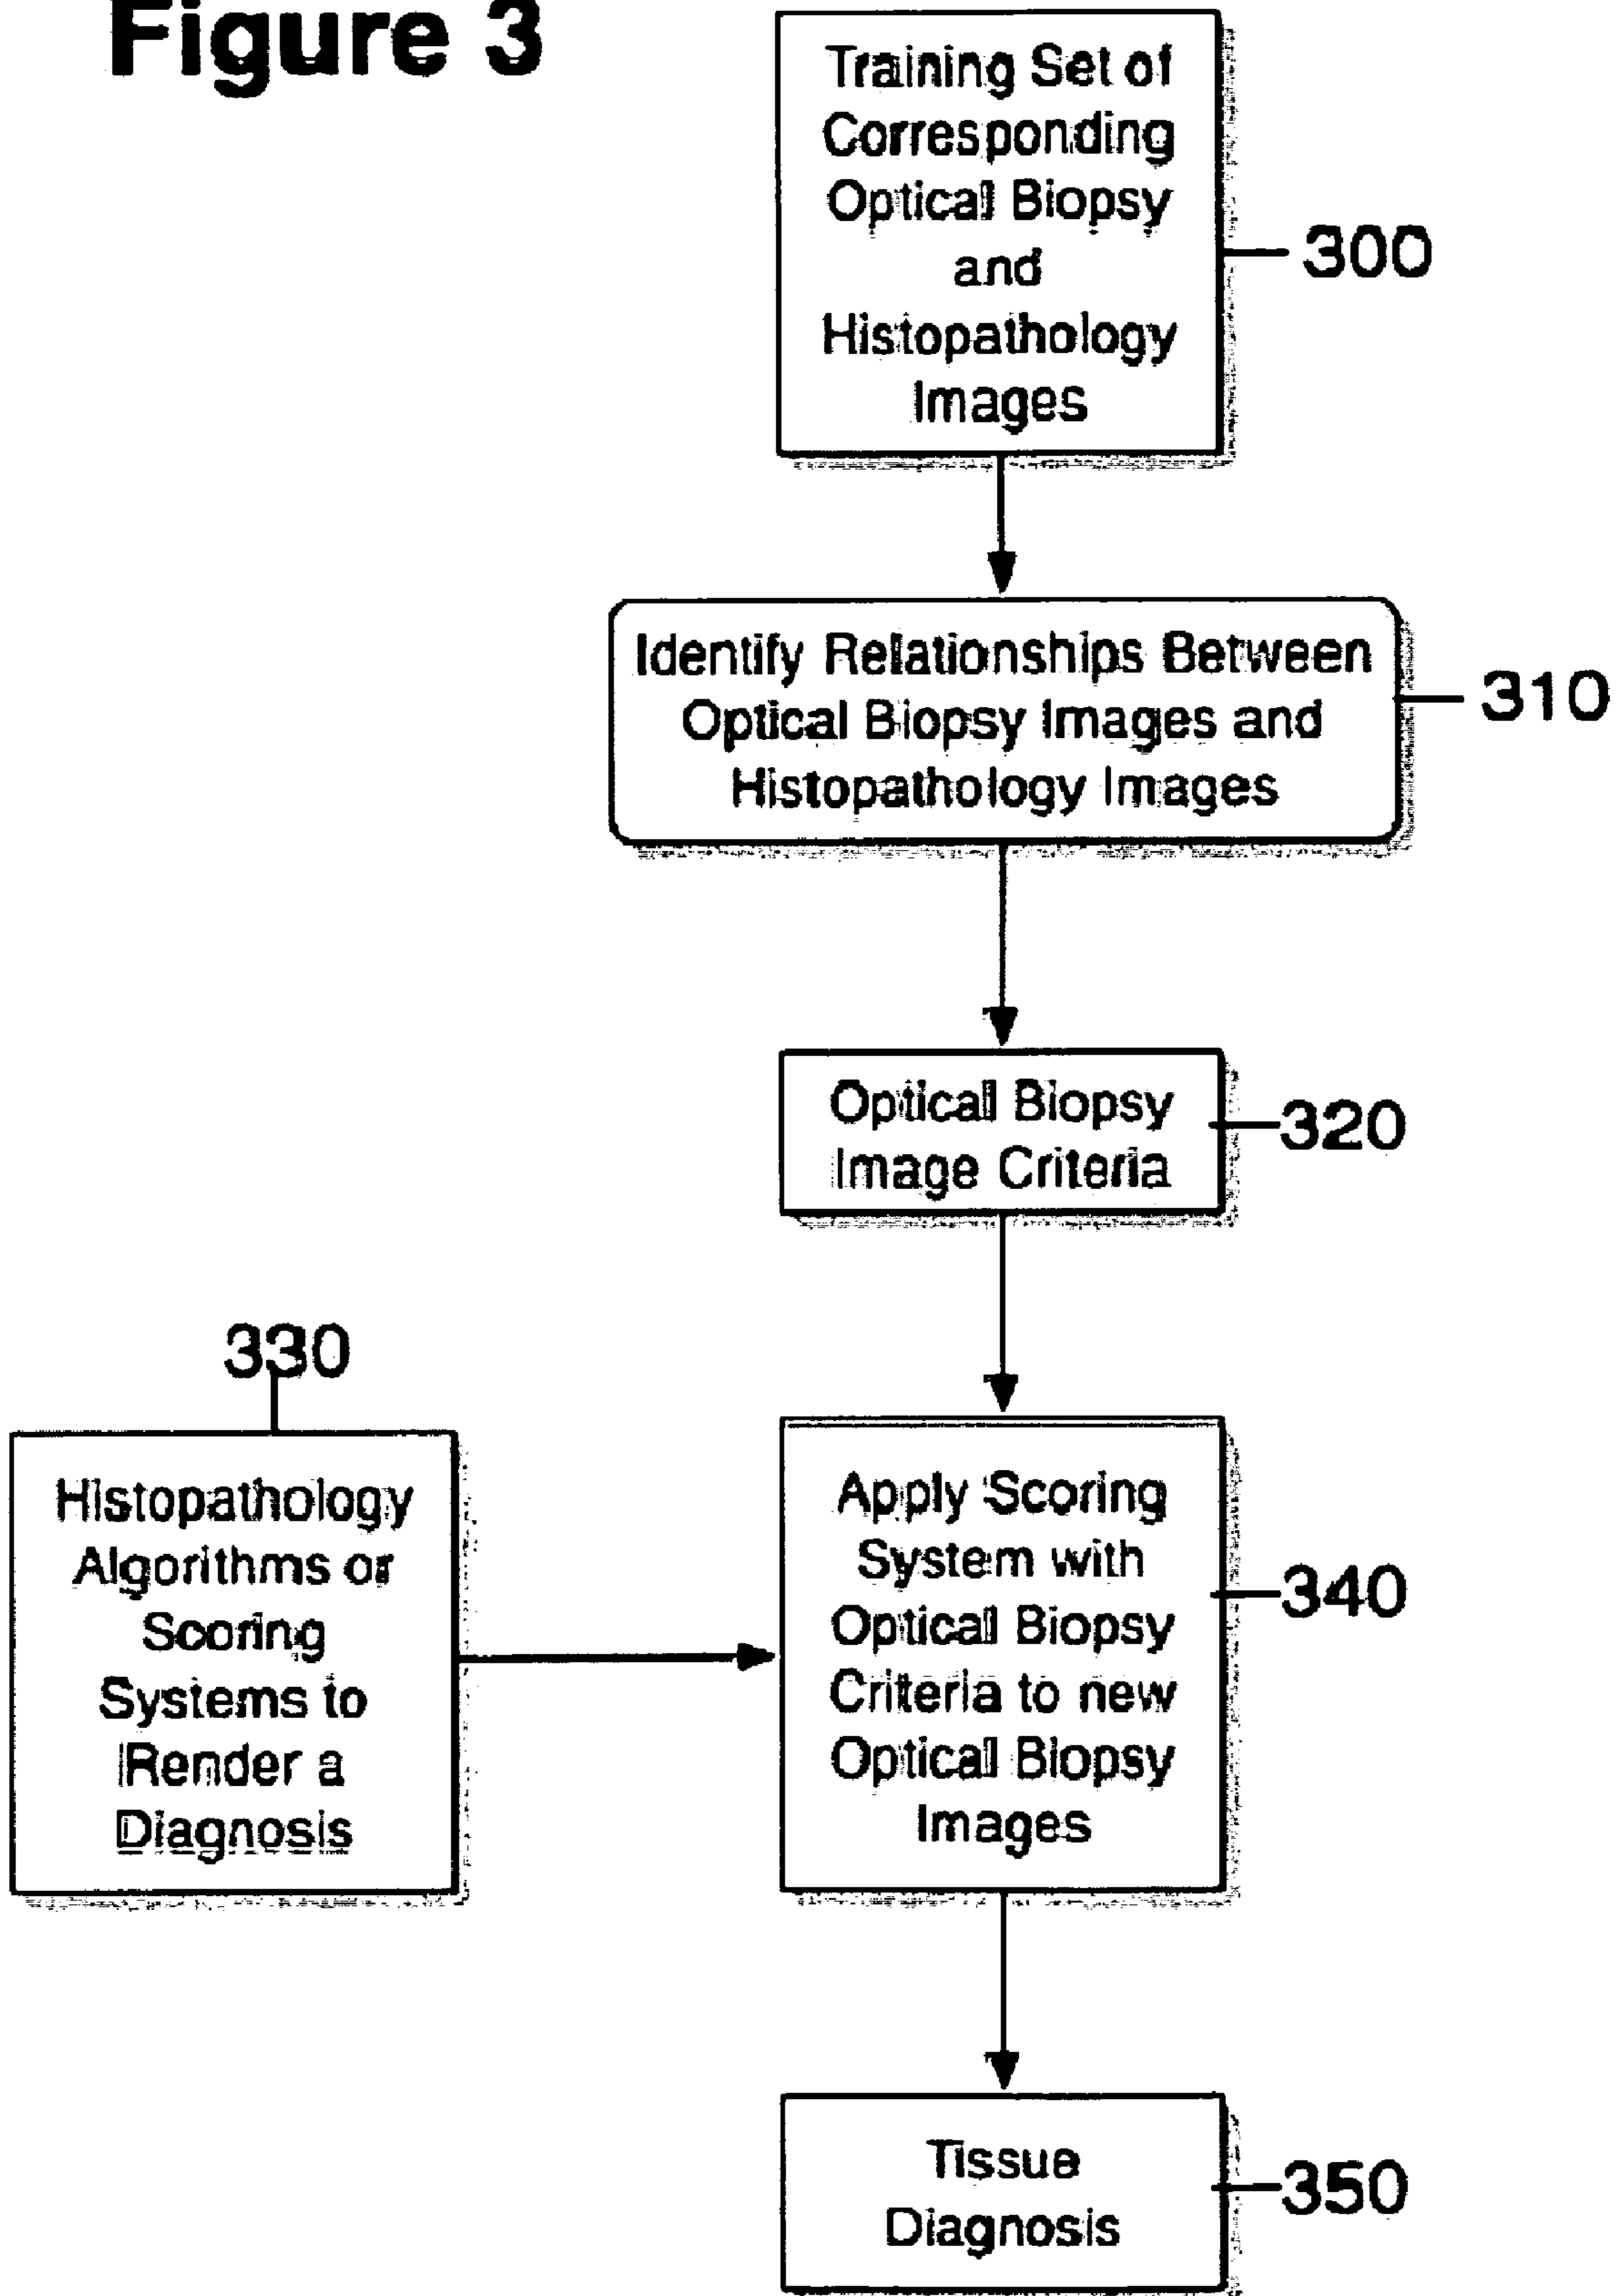 Figure 3
Training Set of
Corresponding
Optical Biopsy
and
Histopathology
Images
300
Identify Relationships Between
Optical Biopsy Images and
Histopathology Images
310
Optical Biopsy
Image Criteria
320
330
Histopathology
Algorithms or
Scoring
Systems to
Render a
Diagnosis
Apply Scoring
System with
Optical Biopsy
Criteria to new
Optical Biopsy
Images
340
Tissue
Diagnosis
350